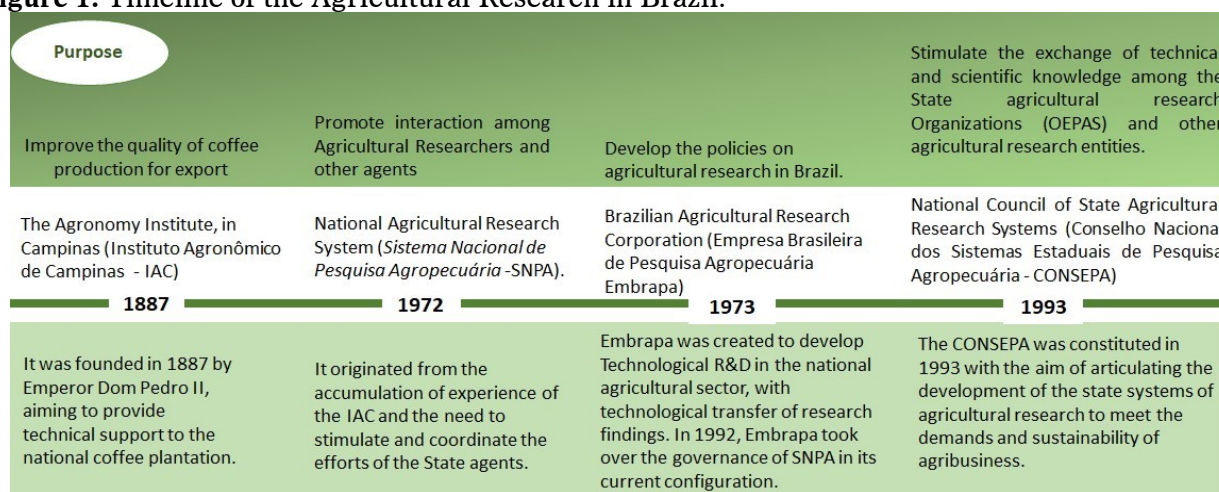 Figure 1. Timeline of the Agricultural Research in Brazil.
Purpose
Improve the quality of coffee
production for export
Promote interaction among
Agricultural Researchers and
other agents
Develop the policies on
agricultural research in Brazil.
Stimulate the exchange of technical
and scientific knowledge among the
State agricultural research
Organizations (OEPAS) and other
agricultural research entities.
The Agronomy Institute, in
Campinas (Instituto Agronômico
de Campinas - IAC)
National Agricultural Research
System (Sistema Nacional de
Pesquisa Agropecuária -SNPA).
Brazilian Agricultural Research
Corporation (Empresa Brasileira
de Pesquisa Agropecuária
Embrapa)
National Council of State Agricultural
Research Systems (Conselho Nacional
dos Sistemas Estaduais de Pesquisa
Agropecuária - CONSEPA)
1887
1972
1973
1993
It was founded in 1887 by
Emperor Dom Pedro II,
aiming to provide
technical support to the
national coffee plantation.
It originated from the
accumulation of experience of
the IAC and the need to
stimulate and coordinate the
efforts of the State agents.
Embrapa was created to develop
Technological R&D in the national
agricultural sector, with
technological transfer of research
findings. In 1992, Embrapa took
over the governance of SNPA in its
current configuration.
The CONSEPA was constituted in
1993 with the aim of articulating the
development of the state systems of
agricultural research to meet the
demands and sustainability of
agribusiness.